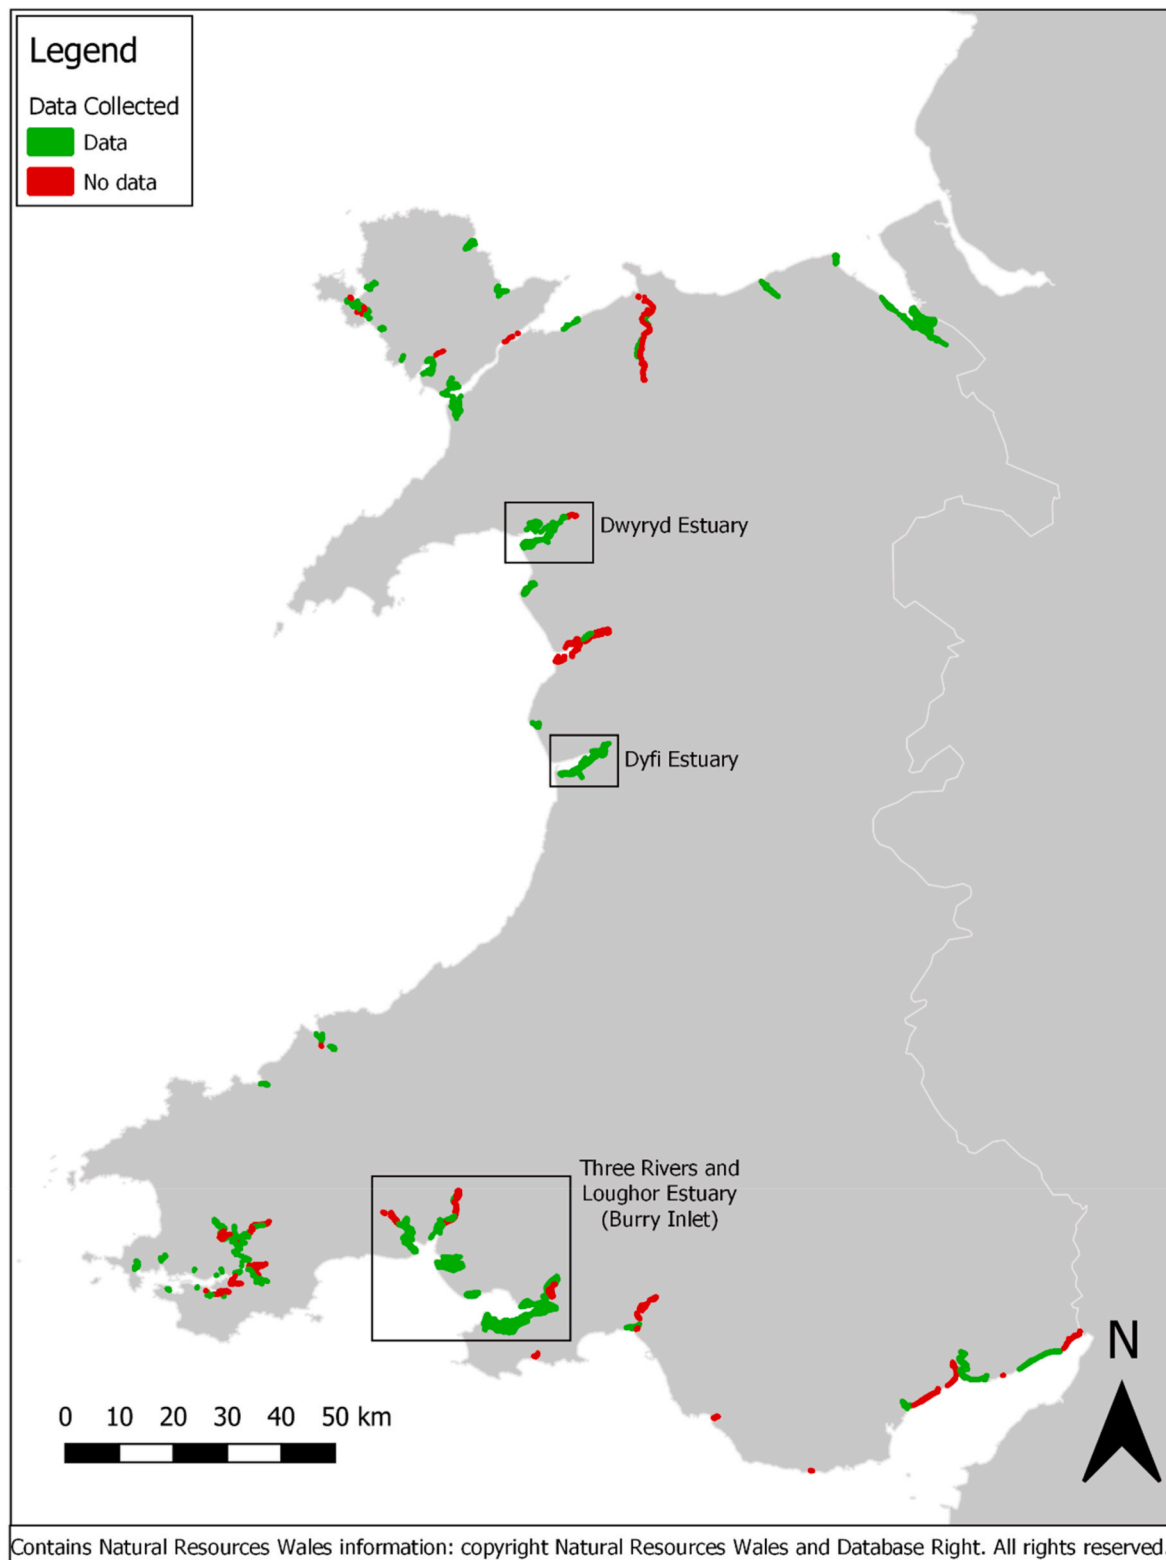 Legend
Data Collected
Data
No data
Dwyryd Estuary
Dyfi Estuary
Three Rivers and
Loughor Estuary
(Burry Inlet)
N
0 10 20 30 40 50 km
Contains Natural Resources Wales information: copyright Natural Resources Wales and Database Right. All rights reserved.